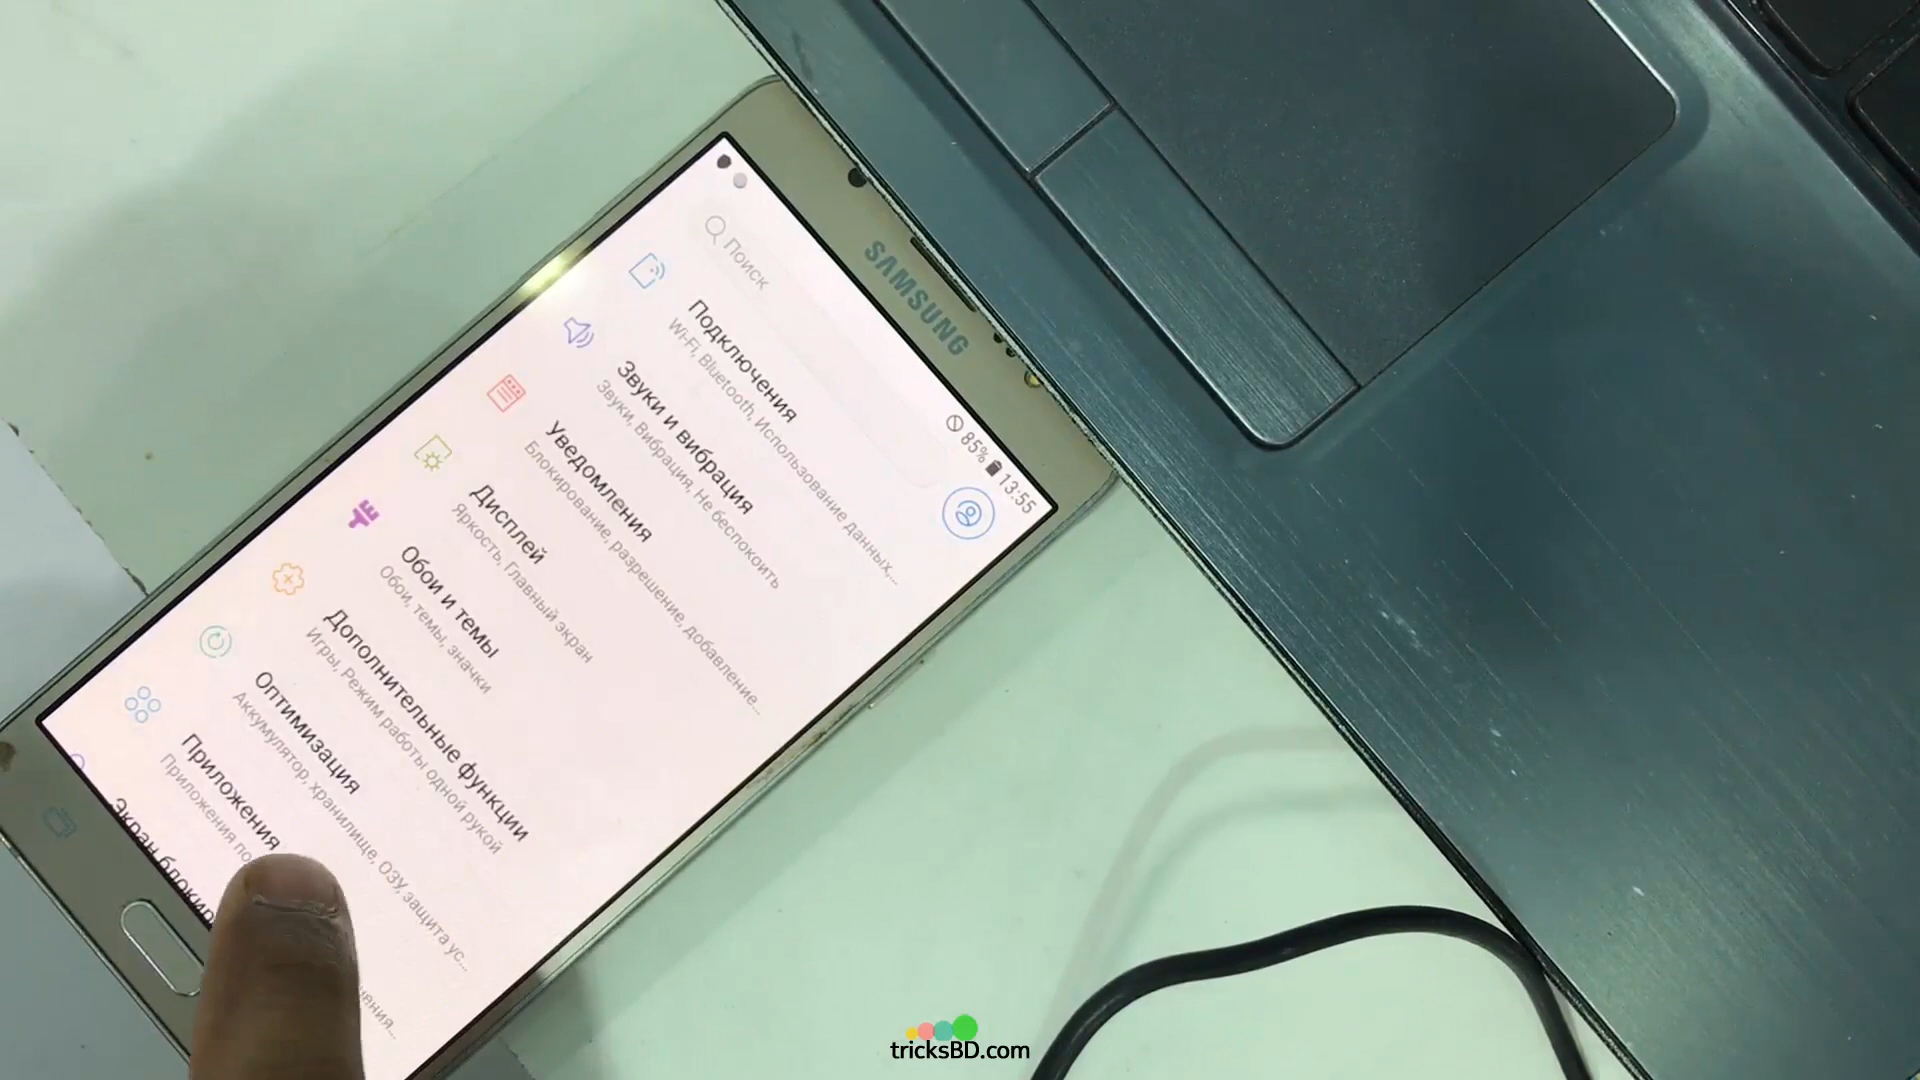 SAMSUNG
85% 13:55
Поиск
Подключения
Wi-Fi, Bluetooth, Использование данных,...
Звуки и вибрация
Звуки, Вибрация, Не беспокоить
Уведомления
Блокирование, разрешение, добавление...
Дисплей
Яркость, Главный экран
Обои и темы
Обои, темы, значки
Дополнительные функции
Игры, Режим работы одной рукой
Оптимизация
Аккумулятор, хранилище, ОЗУ, защита ус...
Приложения
Приложения
Экран
tricksBD.com